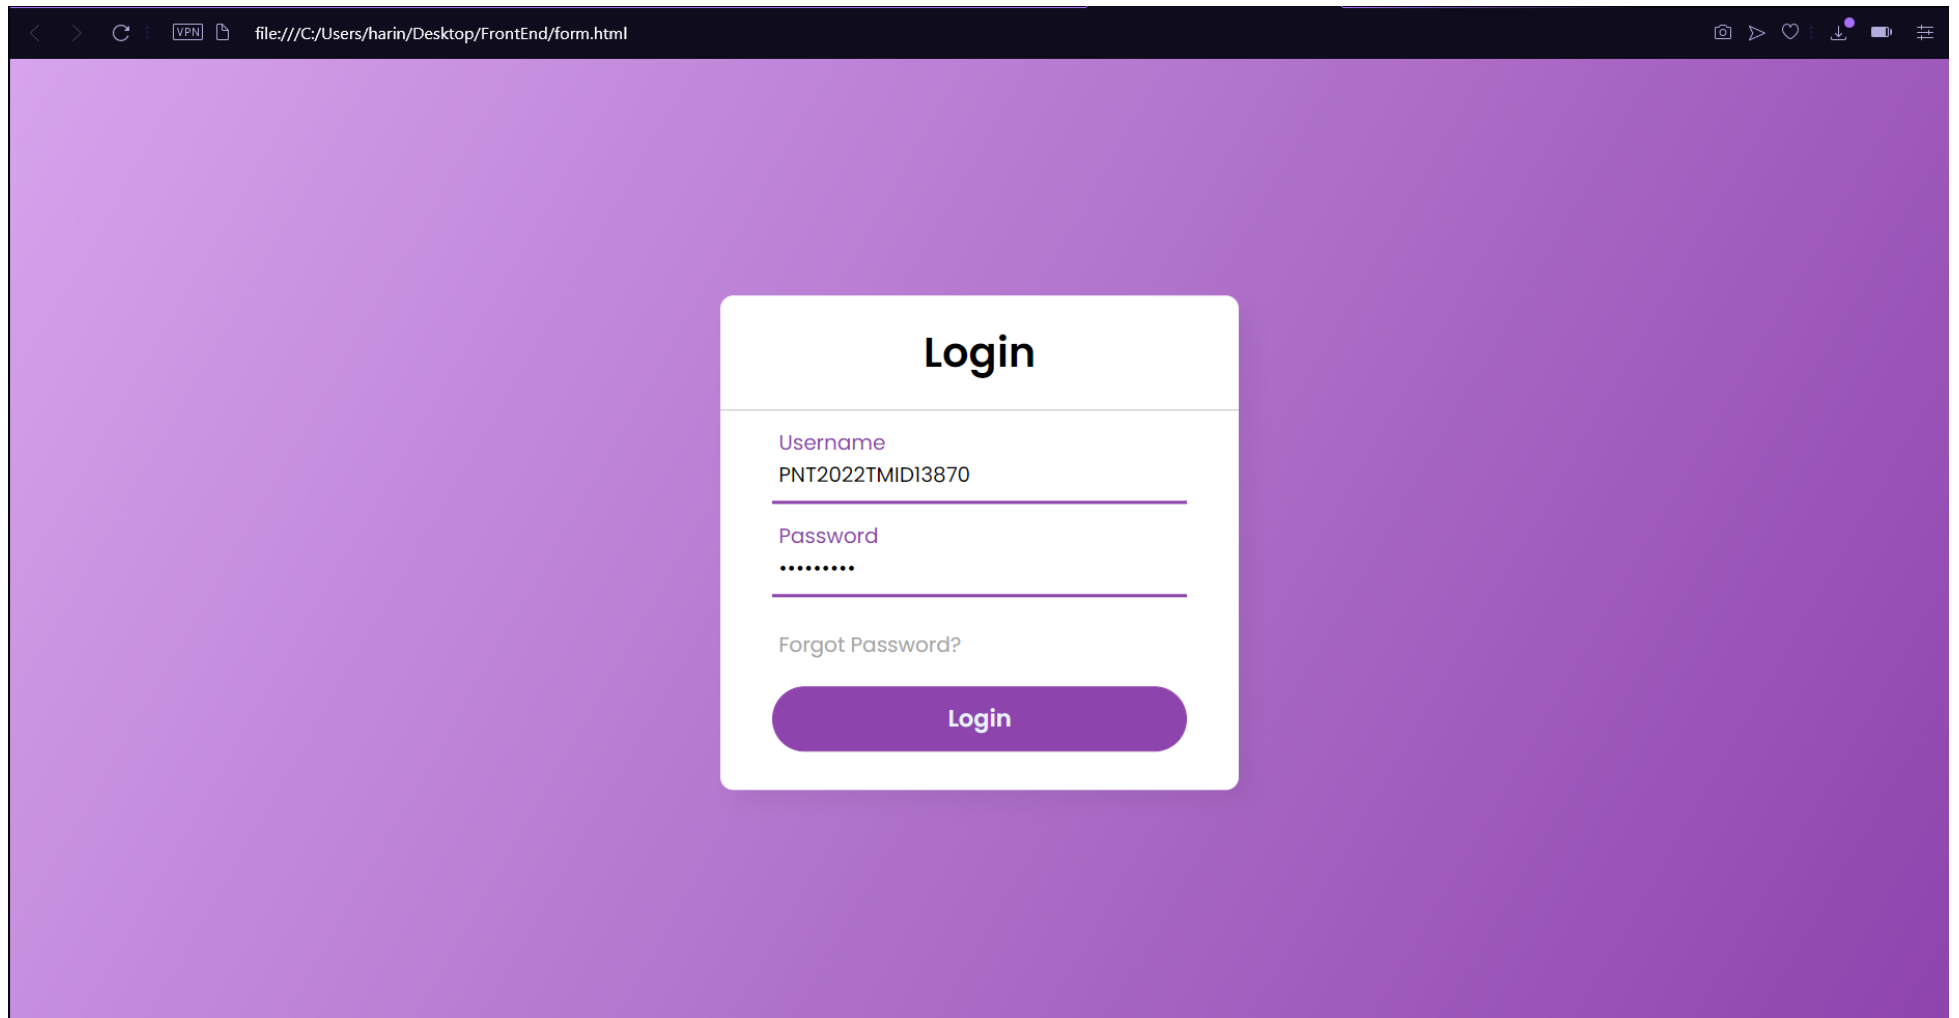 VPN file:///C:/Users/harin/Desktop/FrontEnd/form.html
Login
Username
PNT2022TMID13870
Password
•••••••••
Forgot Password?
Login